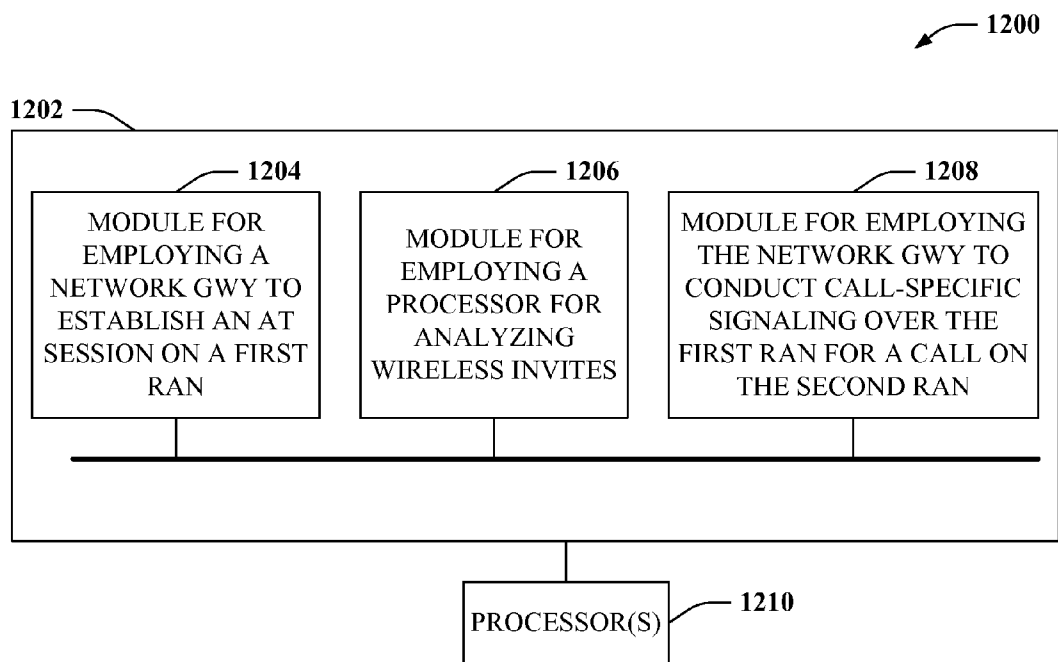 1200
1202
1204
MODULE FOR
EMPLOYING A
NETWORK GWY TO
ESTABLISH AN AT
SESSION ON A FIRST
RAN
1206
MODULE FOR
EMPLOYING A
PROCESSOR FOR
ANALYZING
WIRELESS INVITES
1208
MODULE FOR EMPLOYING
THE NETWORK GWY TO
CONDUCT CALL-SPECIFIC
SIGNALING OVER THE
FIRST RAN FOR A CALL ON
THE SECOND RAN
PROCESSOR(S)
1210